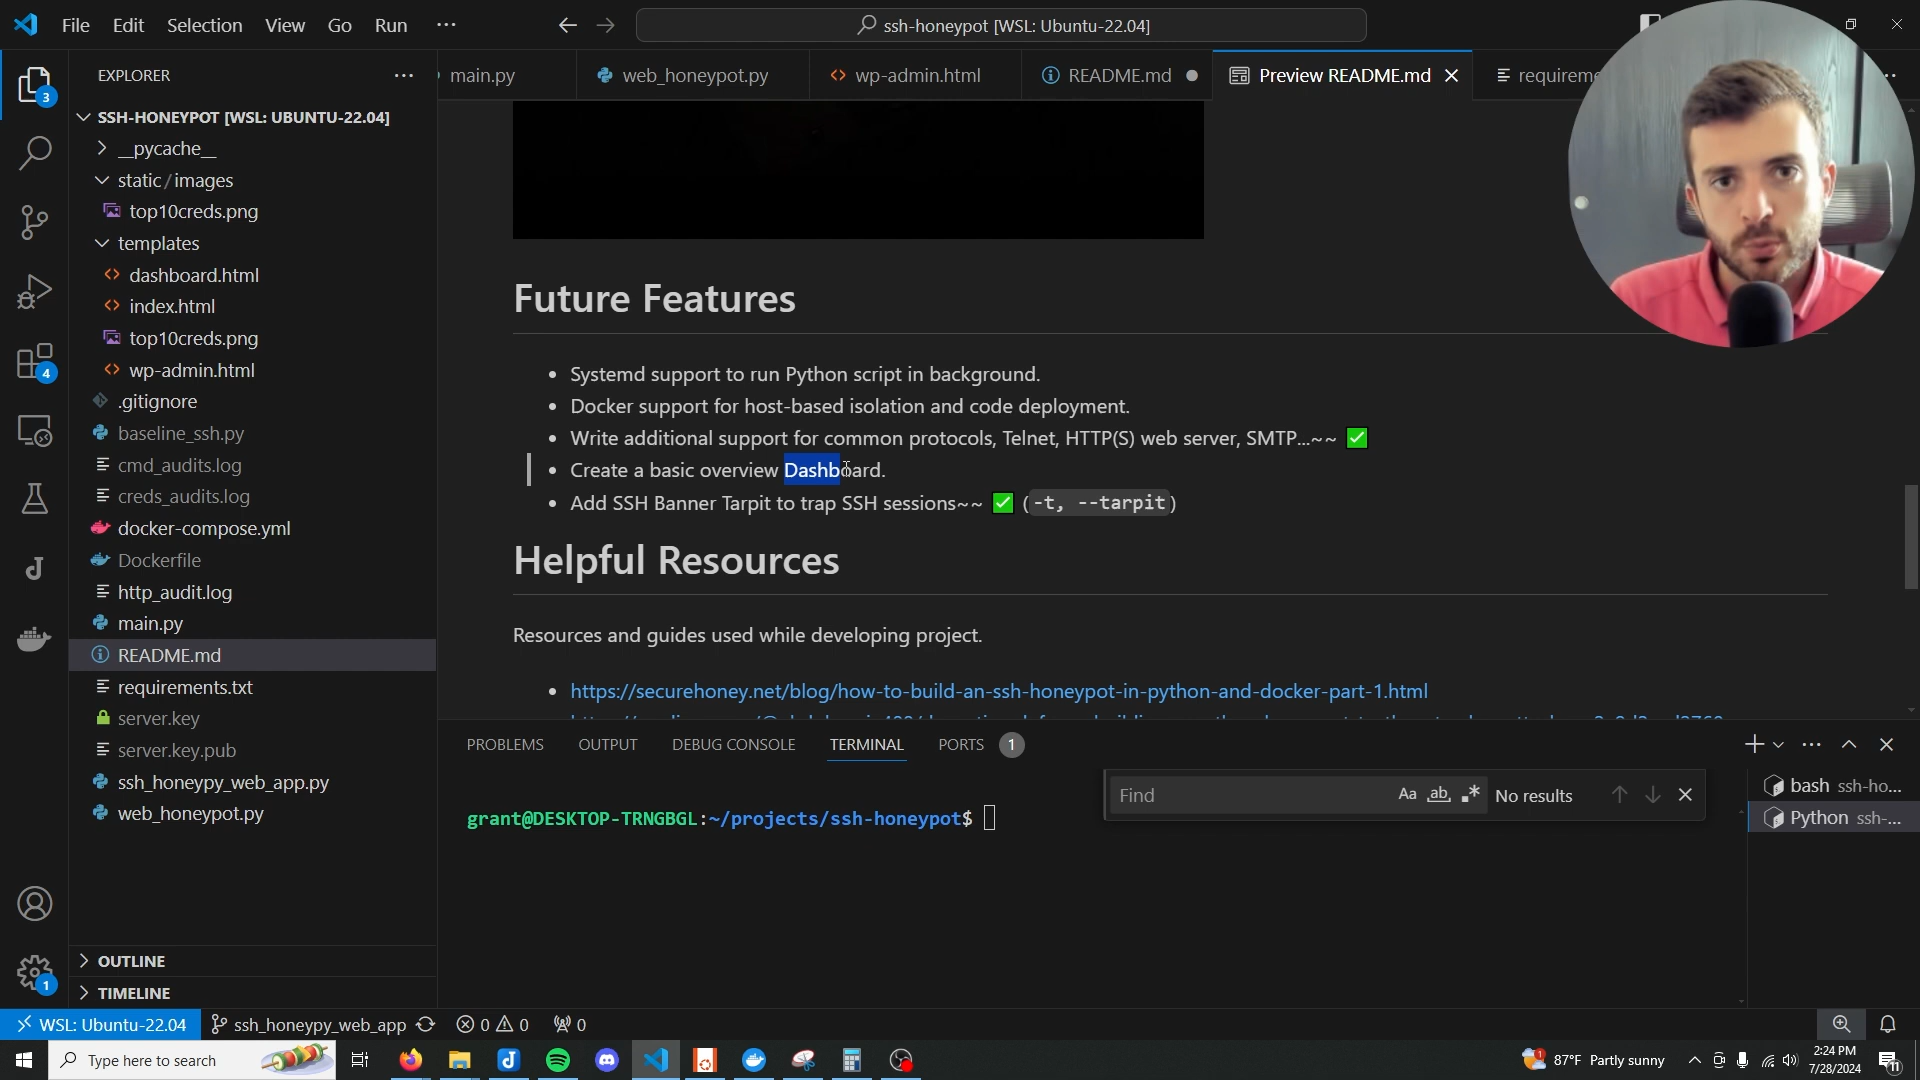 File Edit Selection View Go Run ···
ssh-honeypot [WSL: Ubuntu-22.04]
EXPLORER
main.py
web_honeypot.py
wp-admin.html
README.md
Preview README.md
3
SSH-HONEYPOT [WSL: UBUNTU-22.04]
__pycache__
static/images
top10creds.png
templates
dashboard.html
index.html
top10creds.png
wp-admin.html
.gitignore
baseline_ssh.py
cmd_audits.log
creds_audits.log
docker-compose.yml
Dockerfile
http_audit.log
main.py
README.md
requirements.txt
server.key
server.key.pub
ssh_honeypy_web_app.py
web_honeypot.py
OUTLINE
TIMELINE
4
1
Future Features
• Systemd support to run Python script in background.
• Docker support for host-based isolation and code deployment.
• Write additional support for common protocols, Telnet, HTTP(S) web server, SMTP...~~ ✅
• Create a basic overview Dashboard.
• Add SSH Banner Tarpit to trap SSH sessions~~ ✅ (-t, --tarpit)
Helpful Resources
Resources and guides used while developing project.
• https://securehoney.net/blog/how-to-build-an-ssh-honeypot-in-python-and-docker-part-1.html
PROBLEMS OUTPUT DEBUG CONSOLE TERMINAL PORTS 1
Find Aa ab .* No results
grant@DESKTOP-TRNGBGL:~/projects/ssh-honeypot$
bash ssh-ho...
Python ssh-...
WSL: Ubuntu-22.04 ssh_honeypy_web_app 0 0 0
Type here to search
87°F Partly sunny
2:24 PM
7/28/2024
11